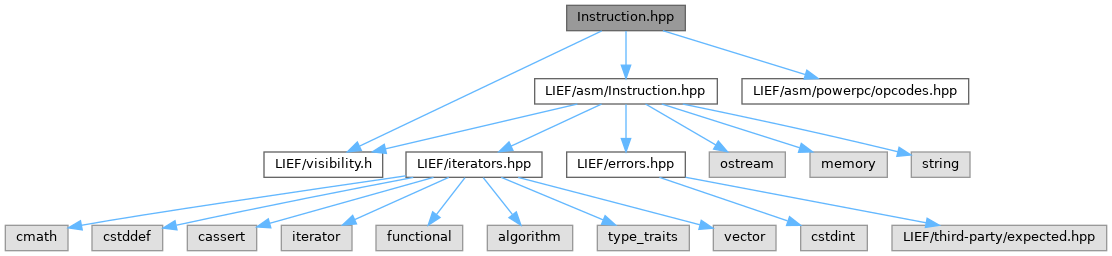 Instruction.hpp
LIEF/asm/Instruction.hpp
LIEF/asm/powerpc/opcodes.hpp
LIEF/visibility.h
LIEF/iterators.hpp
LIEF/errors.hpp
ostream
memory
string
cmath
cstddef
cassert
iterator
functional
algorithm
type_traits
vector
cstdint
LIEF/third-party/expected.hpp